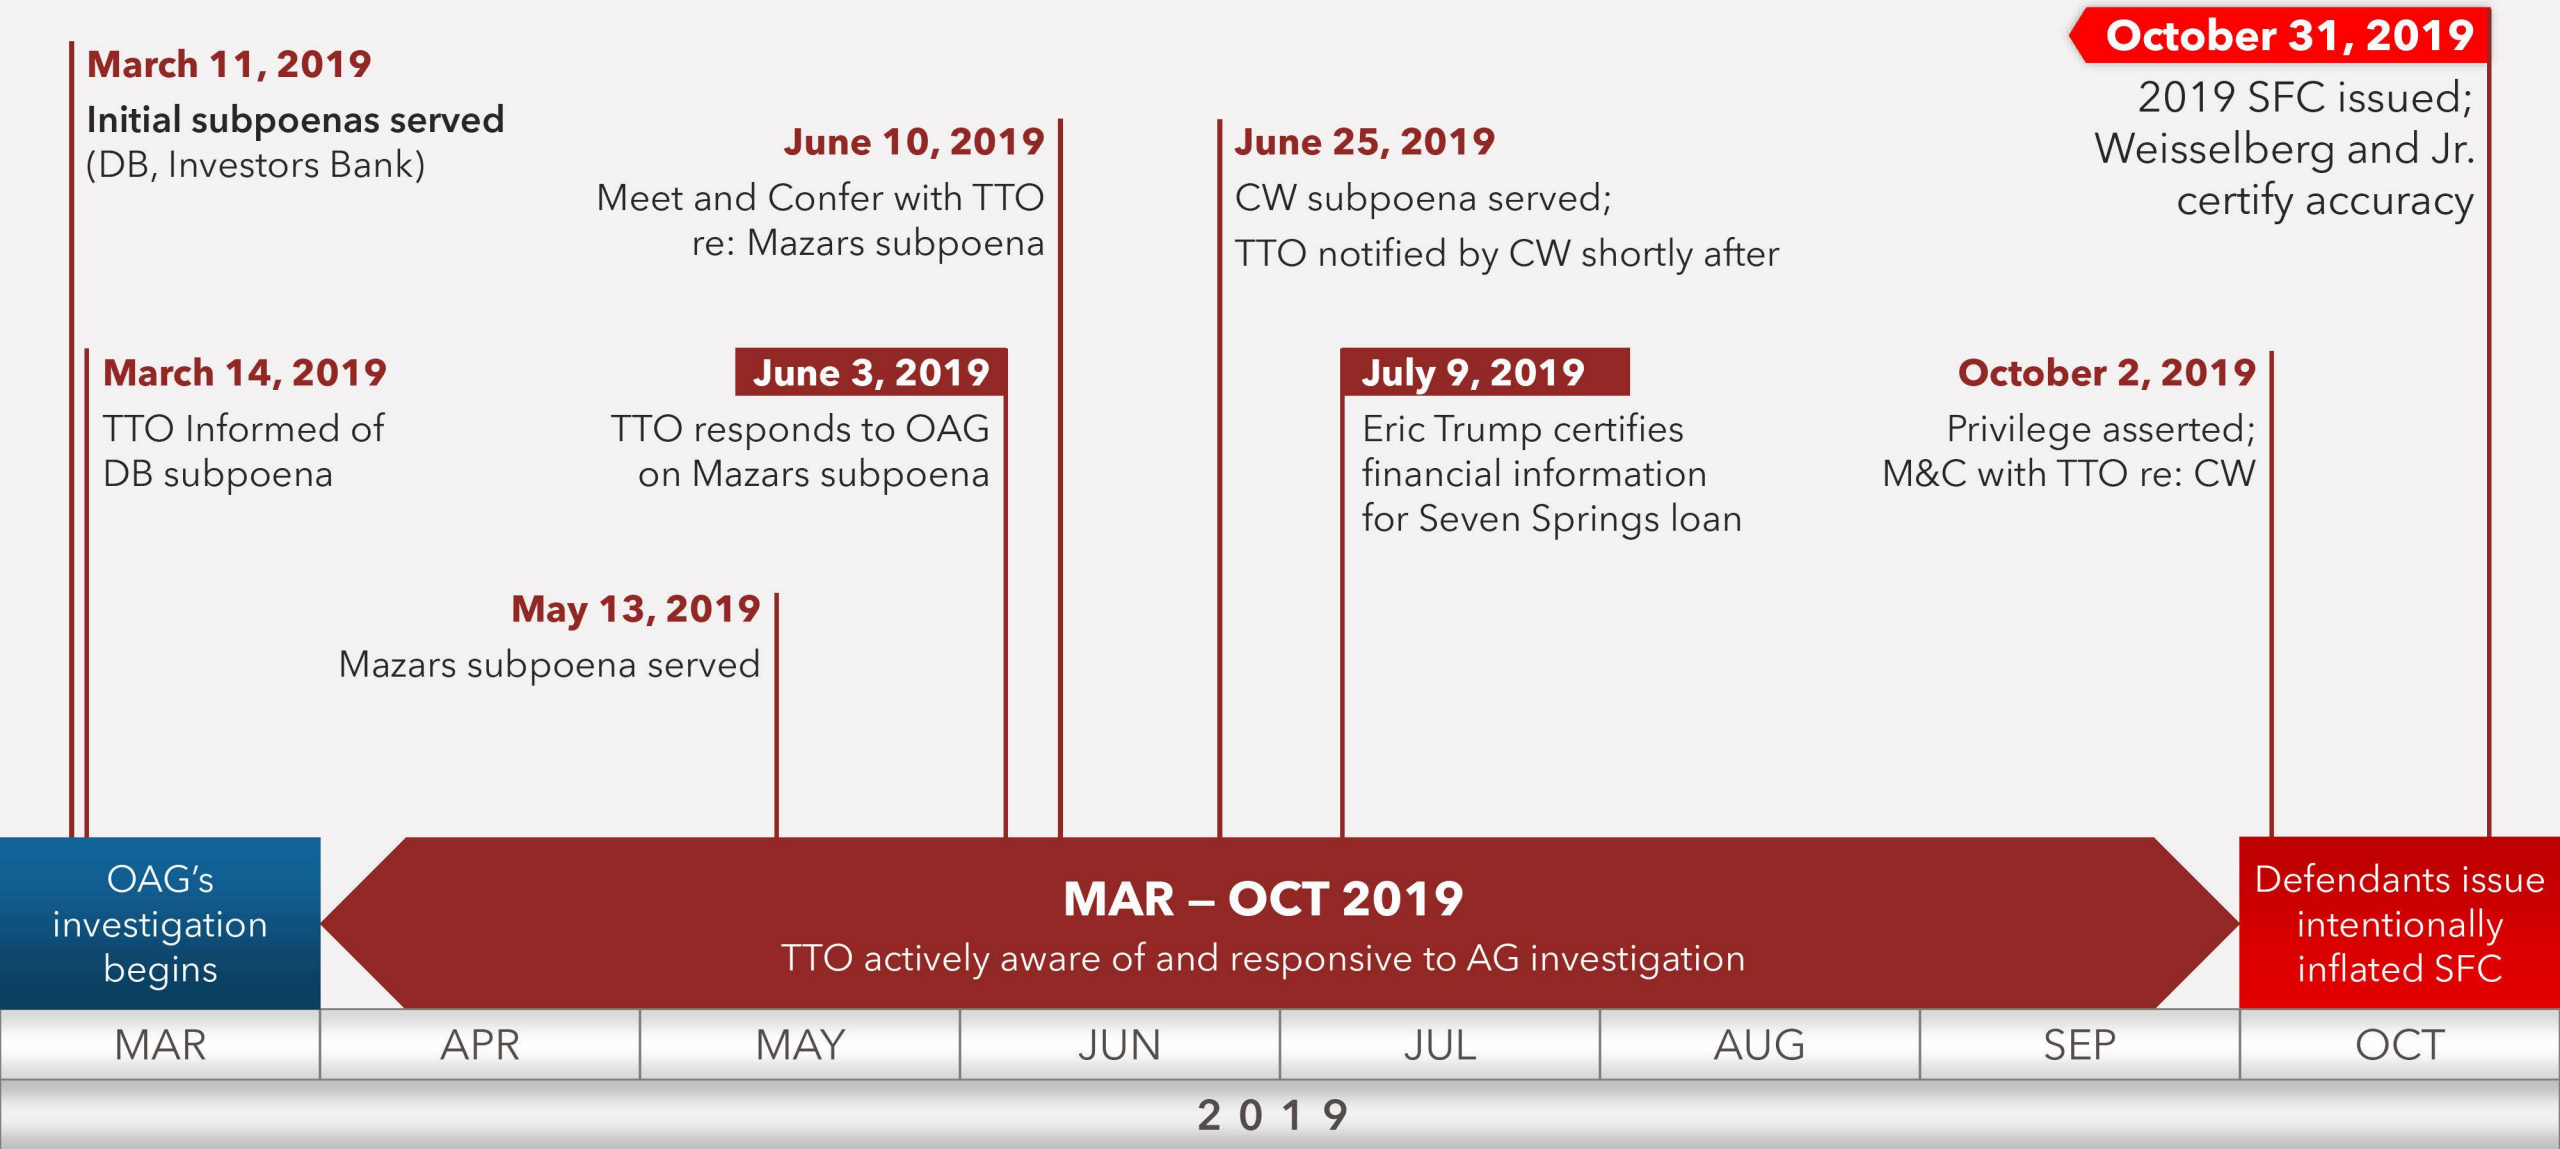 March 11, 2019
Initial subpoenas served
(DB, Investors Bank)
March 14, 2019
TTO Informed of
DB subpoena
May 13, 2019
Mazars subpoena served
June 3, 2019
TTO responds to OAG
on Mazars subpoena
June 10, 2019
Meet and Confer with TTO
re: Mazars subpoena
June 25, 2019
CW subpoena served;
TTO notified by CW shortly after
July 9, 2019
Eric Trump certifies
financial information
for Seven Springs loan
October 2, 2019
Privilege asserted;
M&C with TTO re: CW
October 31, 2019
2019 SFC issued;
Weisselberg and Jr.
certify accuracy
OAG’s
investigation
begins
MAR – OCT 2019
TTO actively aware of and responsive to AG investigation
Defendants issue
intentionally
inflated SFC
MAR APR MAY JUN JUL AUG SEP OCT
2019